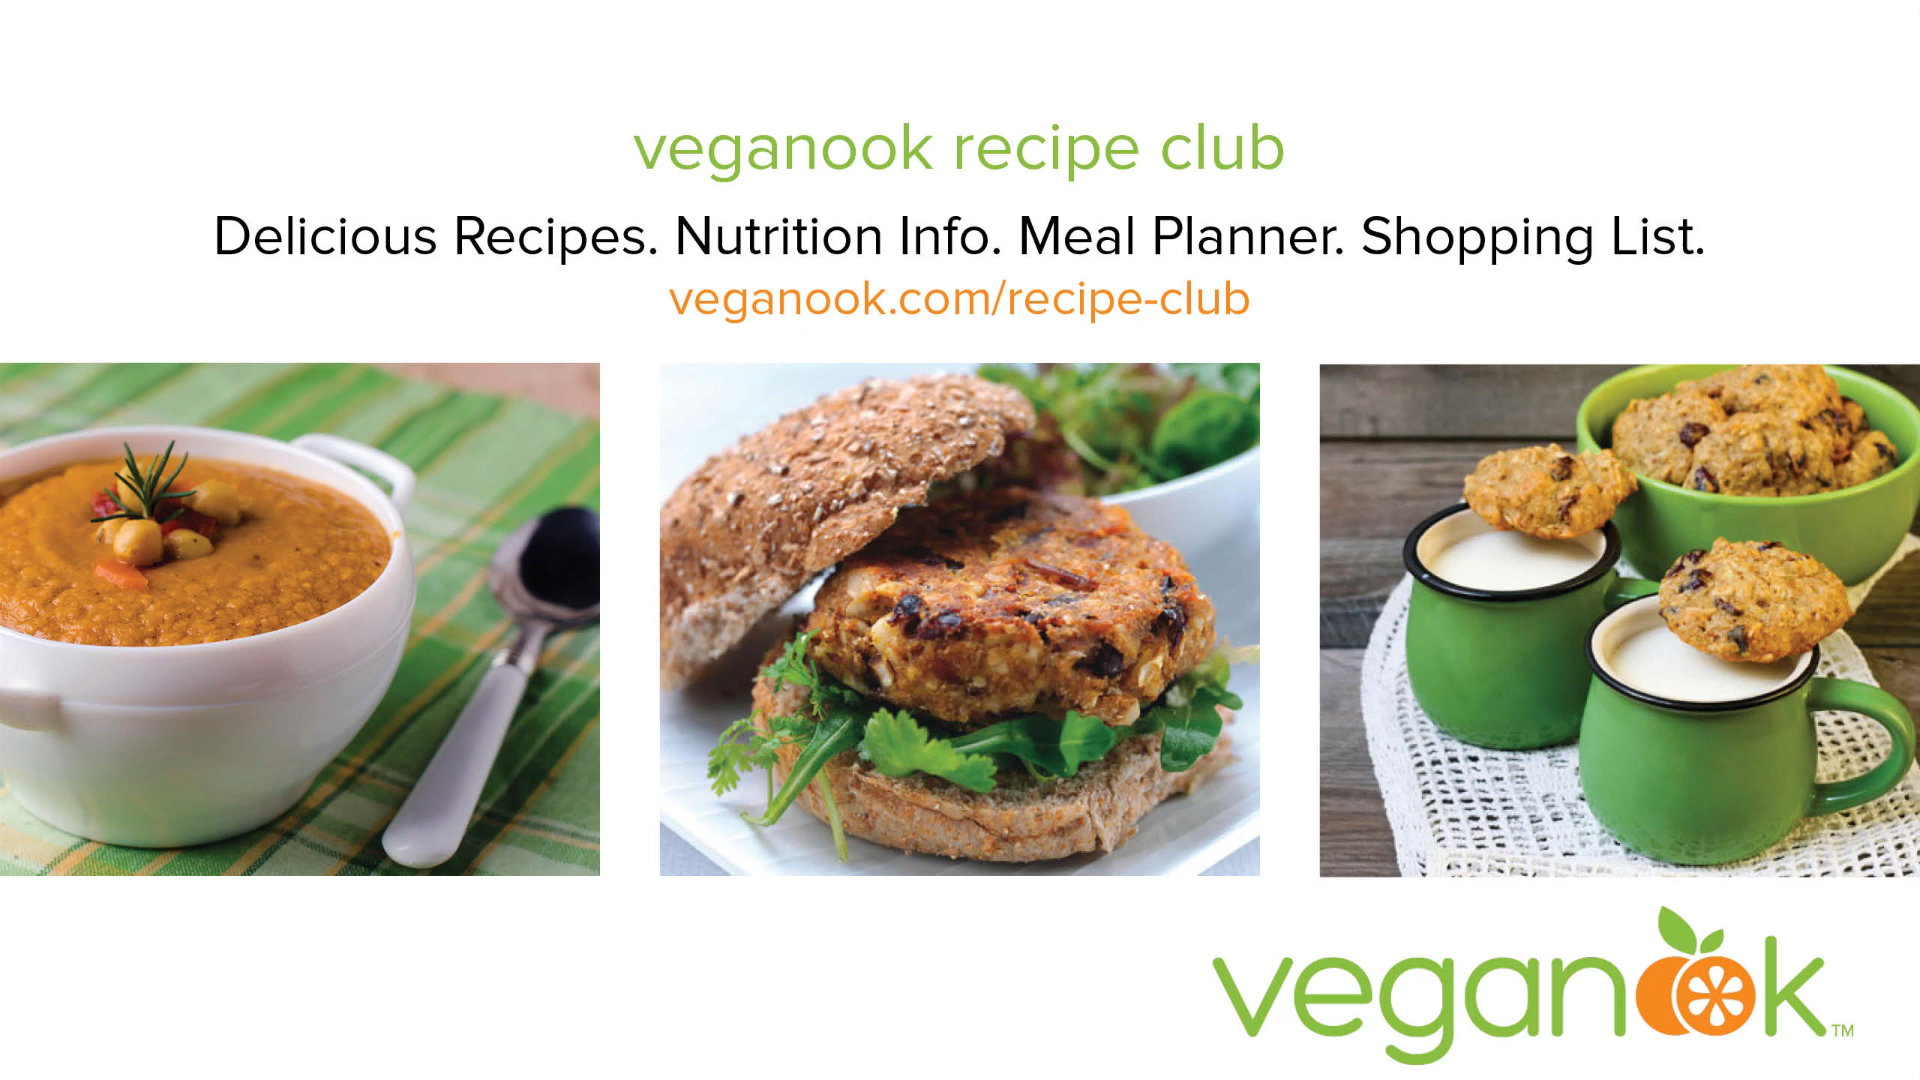 veganook recipe club
Delicious Recipes. Nutrition Info. Meal Planner. Shopping List.
veganook.com/recipe-club
veganook™